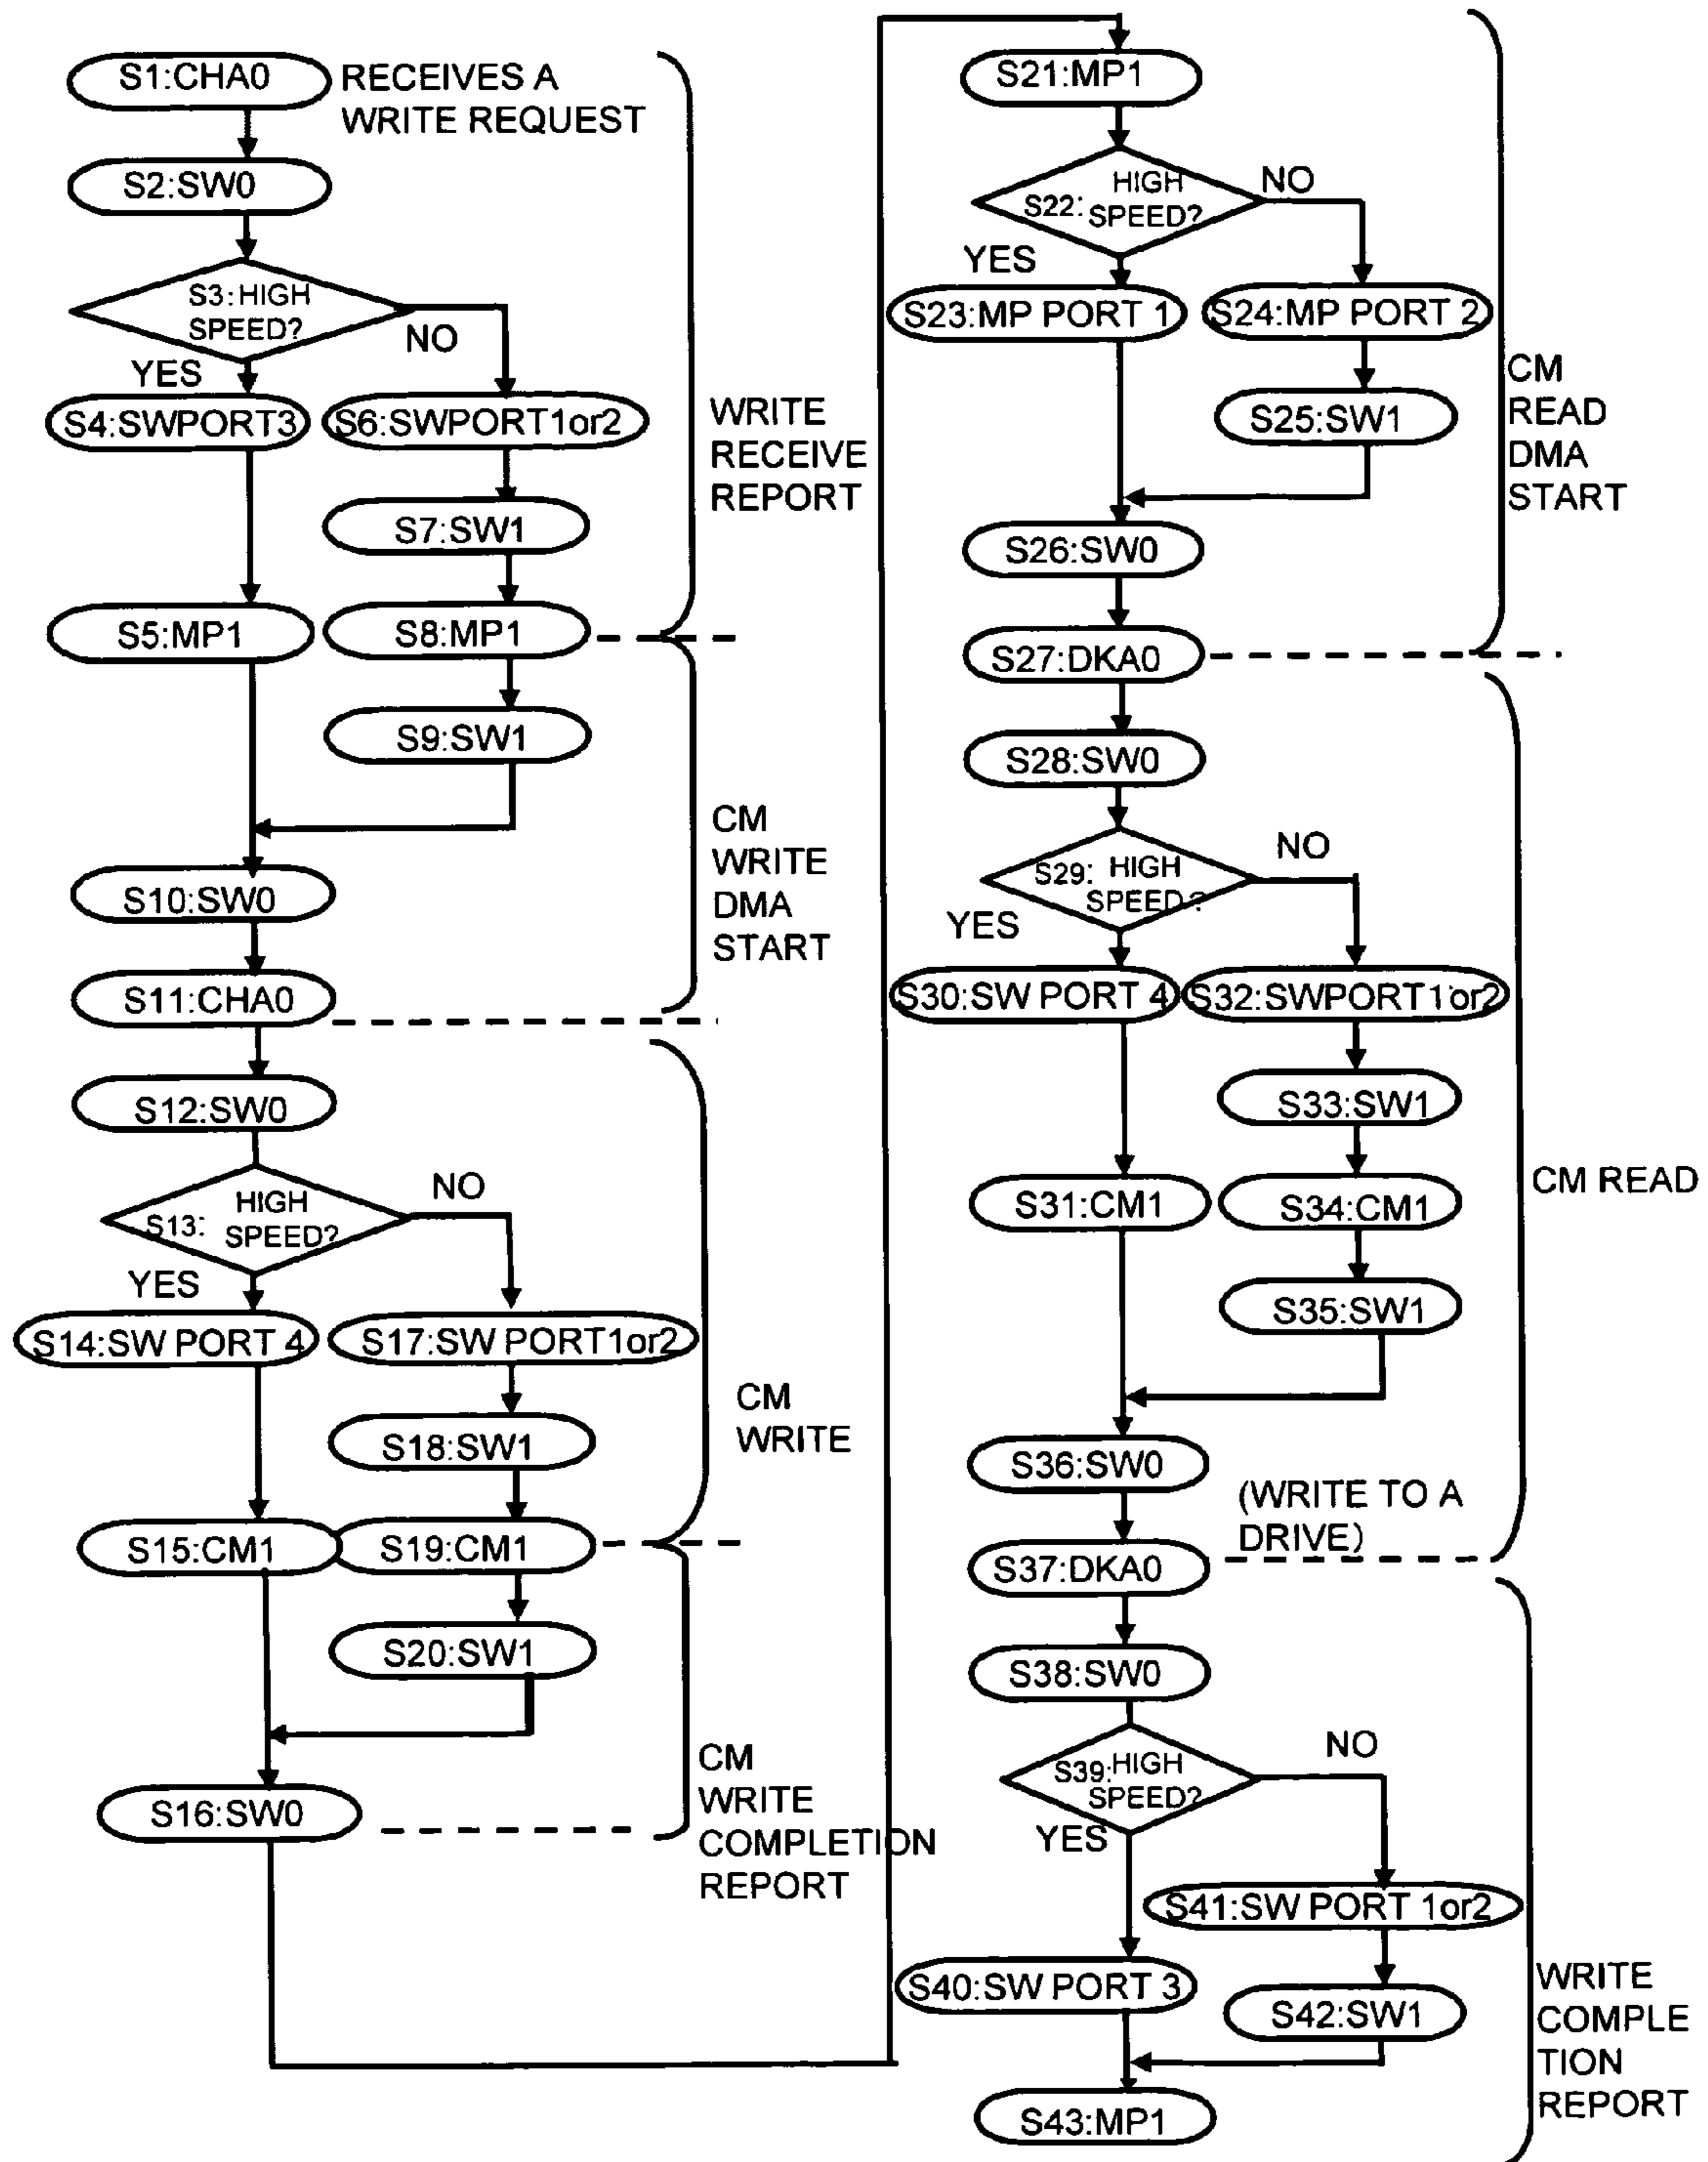 S1:CHA0
RECEIVES A
WRITE REQUEST
S2:SW0
S3:HIGH
SPEED?
NO
YES
S4:SWPORT3
S6:SWPORT1or2
WRITE
RECEIVE
REPORT
S7:SW1
S5:MP1
S8:MP1
S9:SW1
CM
WRITE
DMA
START
S10:SW0
S11:CHA0
S12:SW0
S13:
HIGH
SPEED?
NO
YES
S14:SW PORT 4
S17:SW PORT1or2
CM
WRITE
S18:SW1
S15:CM1
S19:CM1
S20:SW1
CM
WRITE
COMPLETION
REPORT
S16:SW0
S21:MP1
S22:
HIGH
SPEED?
NO
YES
S23:MP PORT 1
S24:MP PORT 2
CM
READ
DMA
START
S25:SW1
S26:SW0
S27:DKA0
S28:SW0
S29:
HIGH
SPEED?
NO
YES
S30:SW PORT 4
S32:SWPORT1or2
S33:SW1
CM READ
S31:CM1
S34:CM1
S35:SW1
S36:SW0
(WRITE TO A
DRIVE)
S37:DKA0
S38:SW0
S39:
HIGH
SPEED?
NO
YES
S41:SW PORT 1or2
S40:SW PORT 3
S42:SW1
WRITE
COMPLE
TION
REPORT
S43:MP1